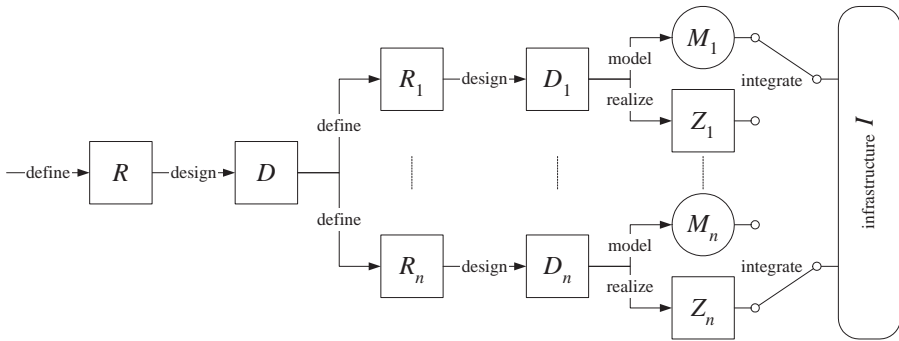 define
R
design
D
define
define
R1
design
D1
model
realize
M1
Z1
integrate
Rn
design
Dn
model
realize
Mn
Zn
integrate
infrastructure I